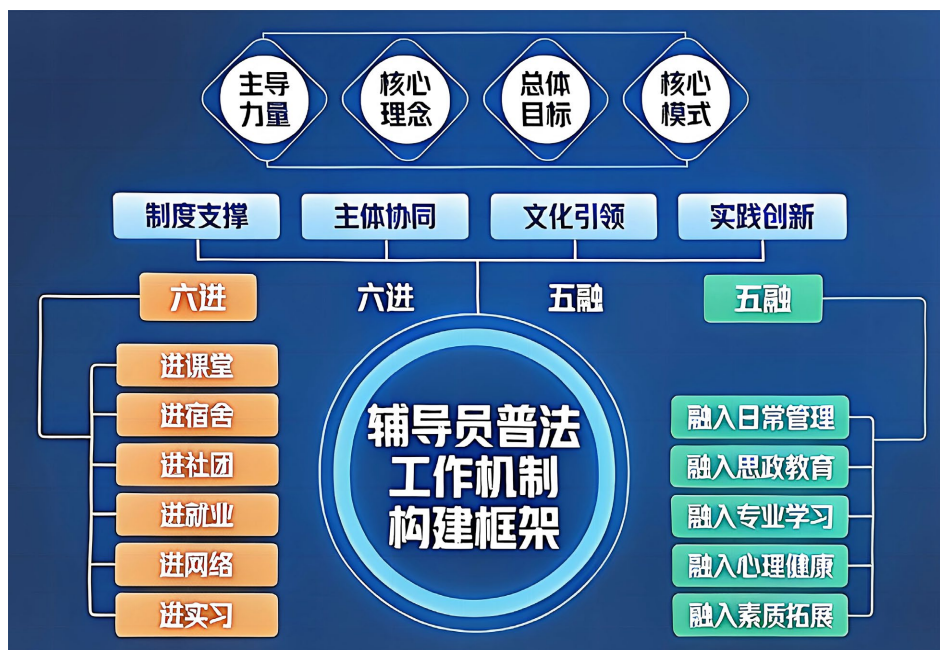 主导
力量
核心
理念
总体
目标
核心
模式
制度支撑
主体协同
文化引领
实践创新
六进
六进
五融
五融
进课堂
进宿舍
进社团
进就业
进网络
进实习
辅导员普法
工作机制
构建框架
融入日常管理
融入思政教育
融入专业学习
融入心理健康
融入素质拓展